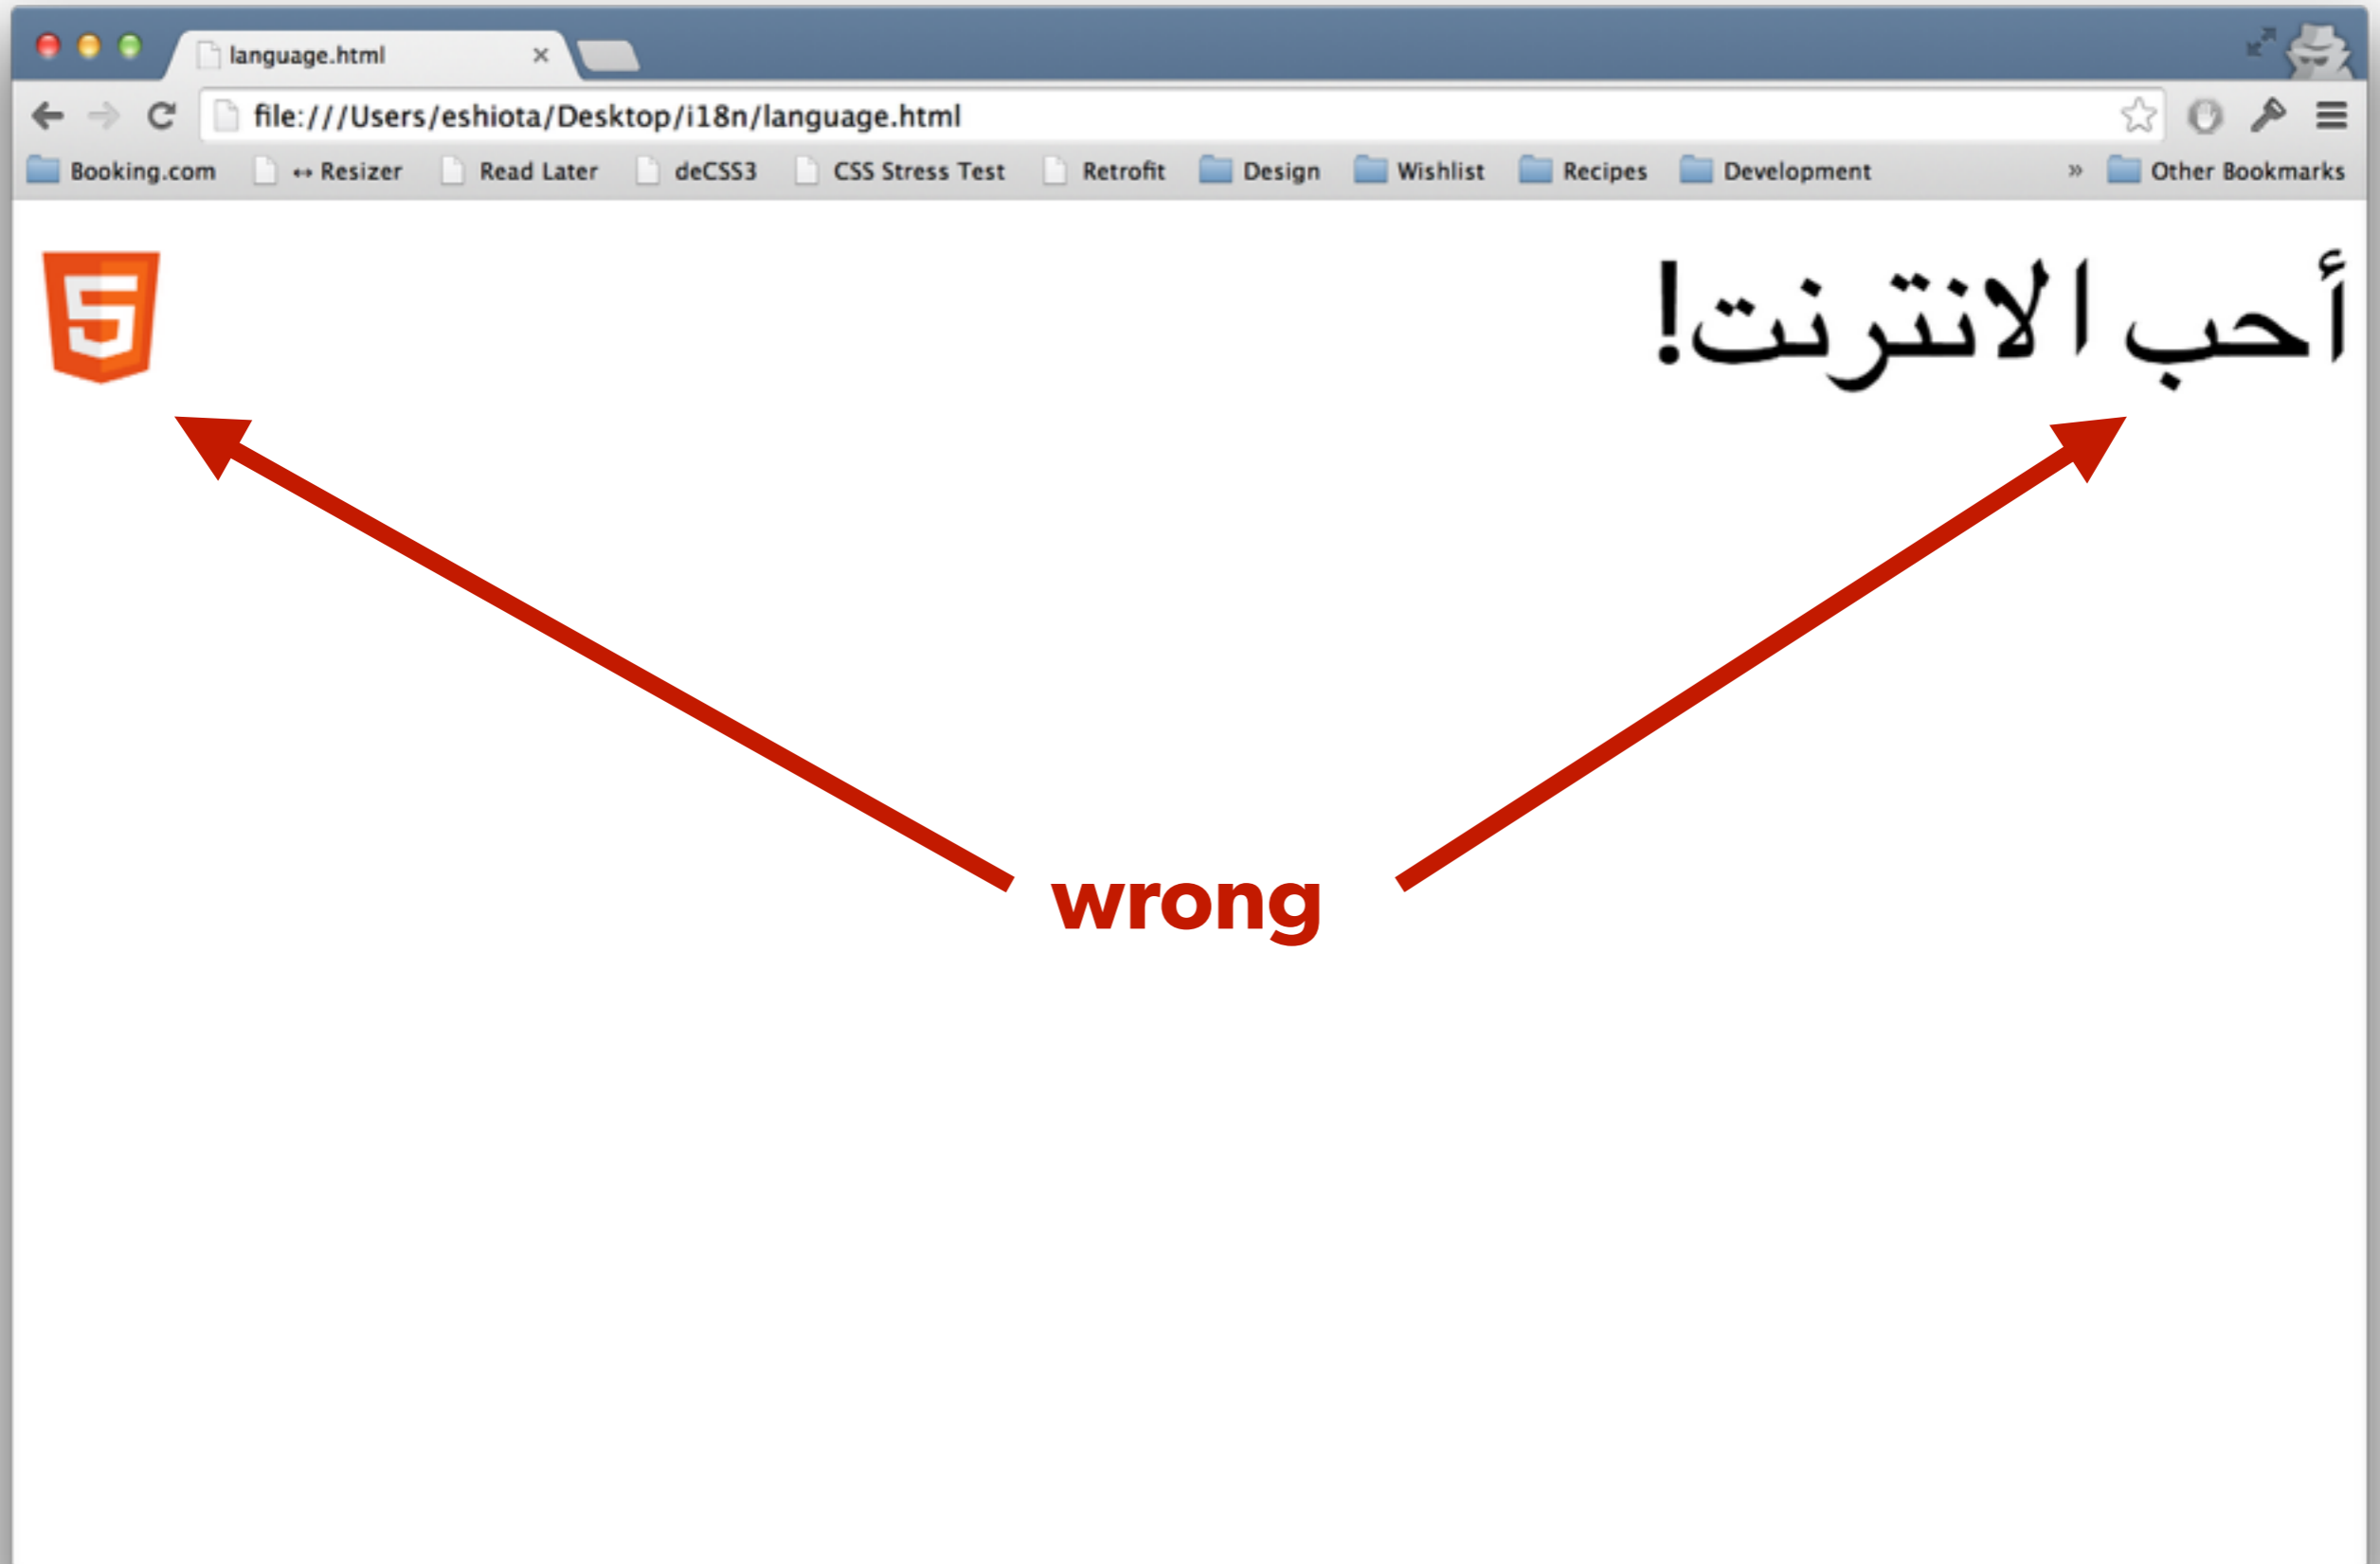 language.html ×
file:///Users/eshiota/Desktop/i18n/language.html
Booking.com ↔ Resizer Read Later deCSS3 CSS Stress Test Retrofit Design Wishlist Recipes Development » Other Bookmarks
5
أحب الانترنت!
wrong